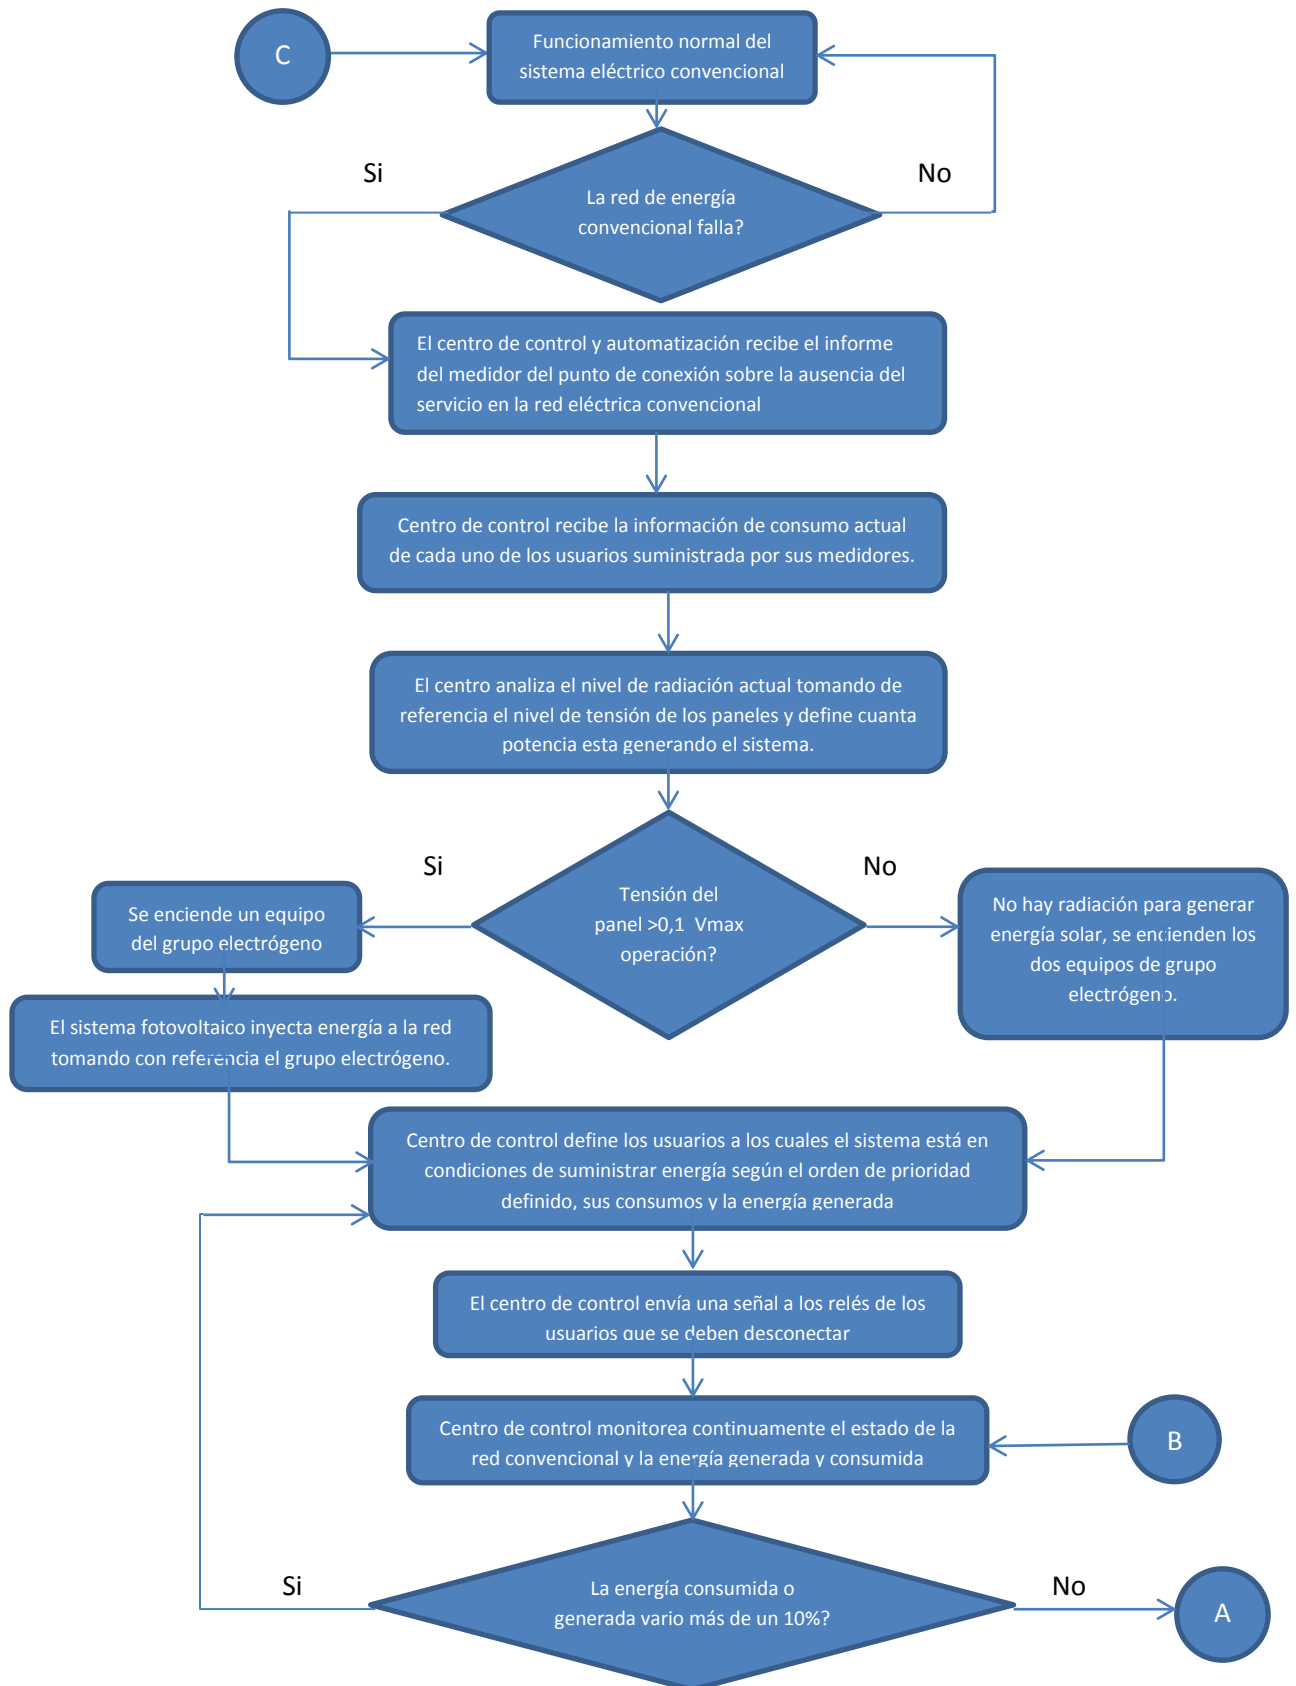 C
Funcionamiento normal del
sistema eléctrico convencional
Si
No
La red de energía
convencional falla?
El centro de control y automatización recibe el informe
del medidor del punto de conexión sobre la ausencia del
servicio en la red eléctrica convencional
Centro de control recibe la información de consumo actual
de cada uno de los usuarios suministrada por sus medidores.
El centro analiza el nivel de radiación actual tomando de
referencia el nivel de tensión de los paneles y define cuanta
potencia esta generando el sistema.
Si
No
Tensión del
panel >0,1 Vmax
operación?
Se enciende un equipo
del grupo electrógeno
No hay radiación para generar
energía solar, se encienden los
dos equipos de grupo
electrógeno.
El sistema fotovoltaico inyecta energía a la red
tomando con referencia el grupo electrógeno.
Centro de control define los usuarios a los cuales el sistema está en
condiciones de suministrar energía según el orden de prioridad
definido, sus consumos y la energía generada
El centro de control envía una señal a los relés de los
usuarios que se deben desconectar
Centro de control monitorea continuamente el estado de la
red convencional y la energía generada y consumida
B
Si
No
La energía consumida o
generada vario más de un 10%?
A